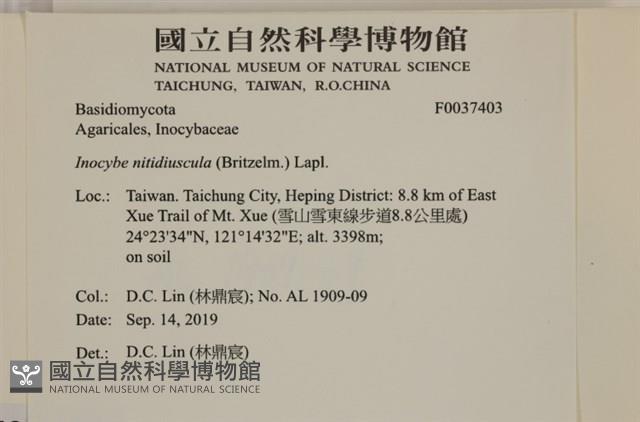 國立自然科學博物館
NATIONAL MUSEUM OF NATURAL SCIENCE
TAICHUNG, TAIWAN, R.O.CHINA
Basidiomycota F0037403
Agaricales, Inocybaceae
Inocybe nitidiuscula (Britzelm.) Lapl.
Loc.: Taiwan. Taichung City, Heping District: 8.8 km of East
Xue Trail of Mt. Xue (雪山雪東線步道8.8公里處)
24°23'34"N, 121°14'32"E; alt. 3398m;
on soil
Col.: D.C. Lin (林鼎宸); No. AL 1909-09
Date: Sep. 14, 2019
Det.: D.C. Lin (林鼎宸)
國立自然科學博物館
NATIONAL MUSEUM OF NATURAL SCIENCE